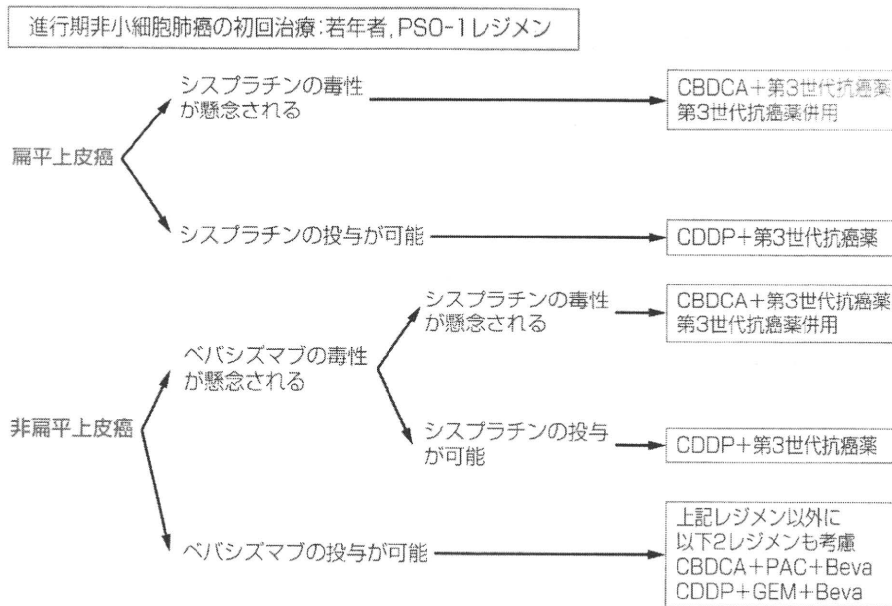 進行期非小細胞肺癌の初回治療:若年者,PS0-1レジメン
扁平上皮癌
シスプラチンの毒性
が懸念される
CBDCA+第3世代抗癌薬
第3世代抗癌薬併用
シスプラチンの投与が可能
CDDP+第3世代抗癌薬
非扁平上皮癌
ベバシズマブの毒性
が懸念される
シスプラチンの毒性
が懸念される
CBDCA+第3世代抗癌薬
第3世代抗癌薬併用
シスプラチンの投与
が可能
CDDP+第3世代抗癌薬
ベバシズマブの投与が可能
上記レジメン以外に
以下2レジメンも考慮
CBDCA+PAC+Beva
CDDP+GEM+Beva